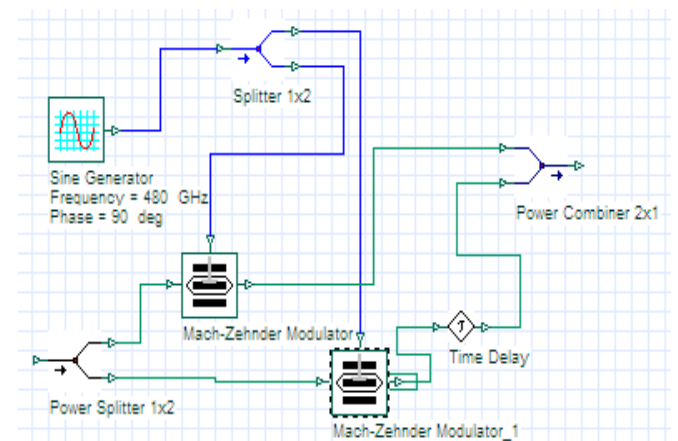 Splitter 1x2
Sine Generator
Frequency = 480 GHz
Phase = 90 deg
Power Combiner 2x1
Mach-Zehnder Modulator
Time Delay
Power Splitter 1x2
Mach-Zehnder Modulator_1